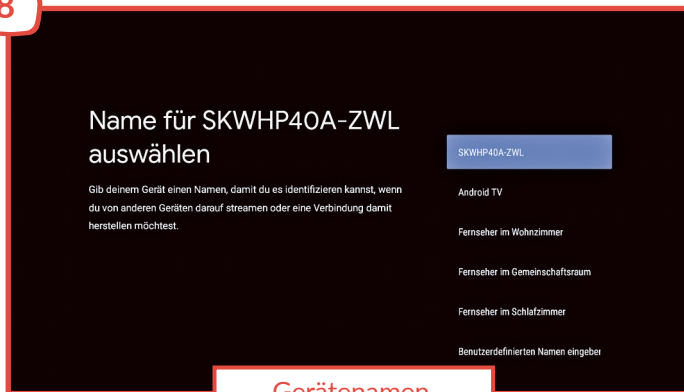 8
Name für SKWHP40A-ZWL
auswählen
Gib deinem Gerät einen Namen, damit du es identifizieren kannst, wenn
du von anderen Geräten darauf streamen oder eine Verbindung damit
herstellen möchtest.
SKWHP40A-ZWL
Android TV
Fernseher im Wohnzimmer
Fernseher im Gemeinschaftsraum
Fernseher im Schlafzimmer
Benutzerdefinierten Namen eingeber
Gerätenamen